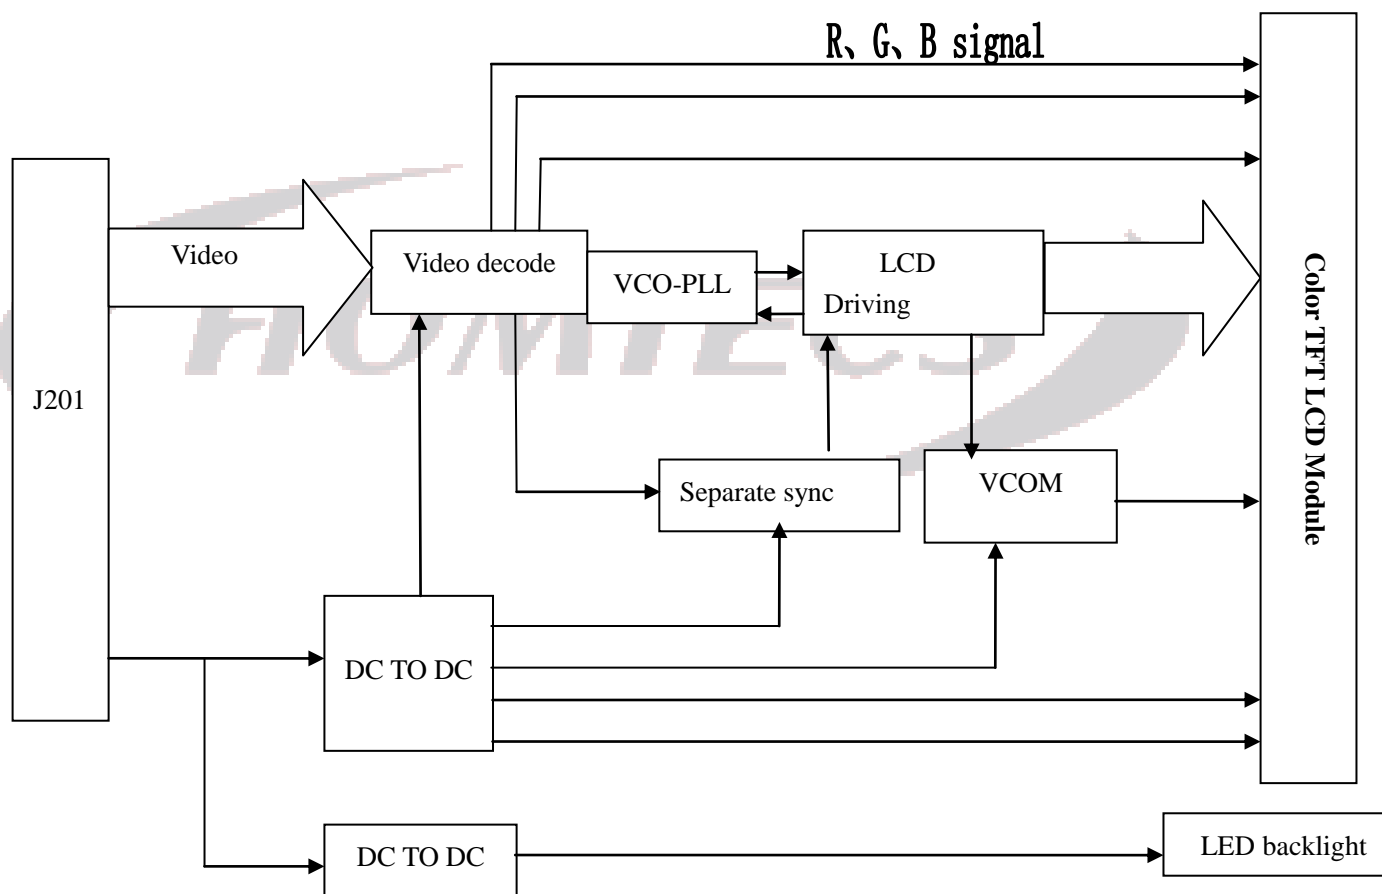 R、G、B signal
Video
Video decode
VCO-PLL
LCD
Driving
J201
Color TFT LCD Module
Separate sync
VCOM
DC TO DC
DC TO DC
LED backlight
HOMTECS